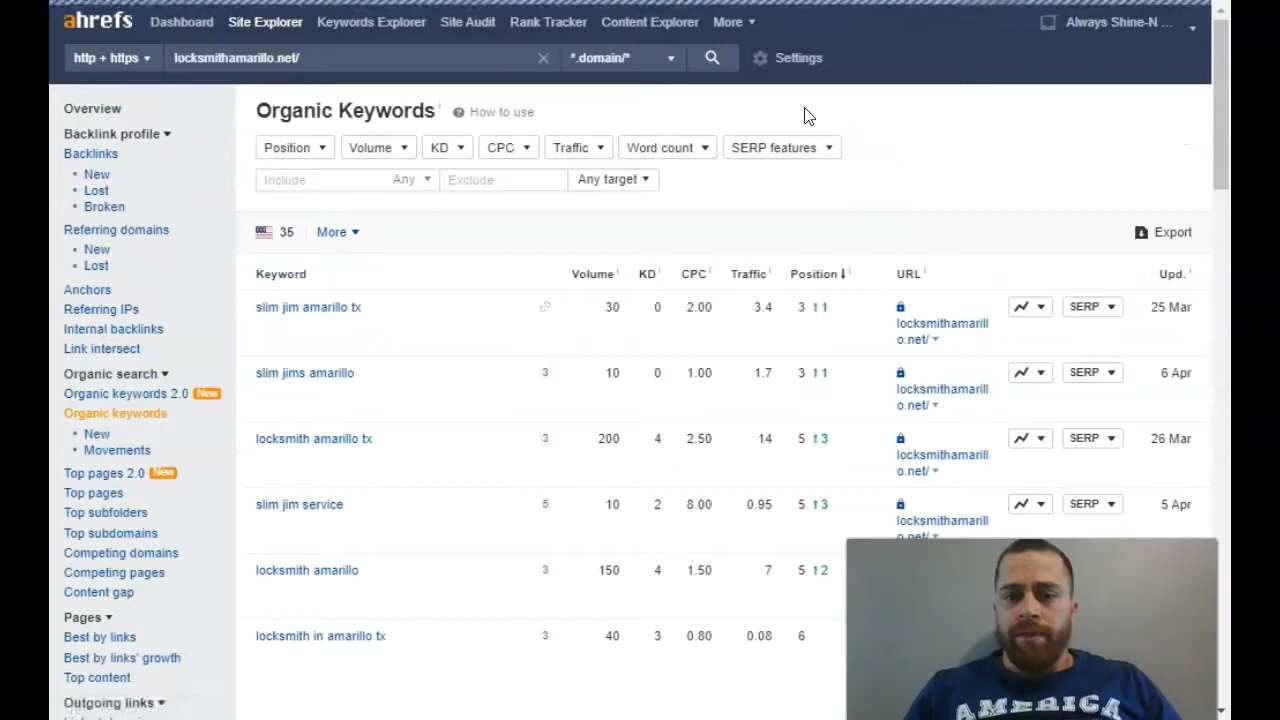 ahrefs Dashboard Site Explorer Keywords Explorer Site Audit Rank Tracker Content Explorer More Always Shine-N ...
http + https locksmithamarillo.net/ *.domain/* Settings
Overview
Backlink profile
Backlinks
New
Lost
Broken
Referring domains
New
Lost
Anchors
Referring IPs
Internal backlinks
Link intersect
Organic search
Organic keywords 2.0 New
Organic keywords
New
Movements
Top pages 2.0 New
Top pages
Top subfolders
Top subdomains
Competing domains
Competing pages
Content gap
Pages
Best by links
Best by links' growth
Top content
Outgoing links
Organic Keywords How to use
Position Volume KD CPC Traffic Word count SERP features
Include Any Exclude Any target
35 More Export
Keyword Volume KD CPC Traffic Position URL Upd.
slim jim amarillo tx 30 0 2.00 3.4 3 1 locksmithamarill SERP 25 Mar
o.net/
slim jims amarillo 3 10 0 1.00 1.7 3 1 locksmithamarill SERP 6 Apr
o.net/
locksmith amarillo tx 3 200 4 2.50 14 5 3 locksmithamarill SERP 26 Mar
o.net/
slim jim service 5 10 2 8.00 0.95 5 3 locksmithamarill SERP 5 Apr
o.net/
locksmith amarillo 3 150 4 1.50 7 5 2
locksmith in amarillo tx 3 40 3 0.80 0.08 6
AMERICA